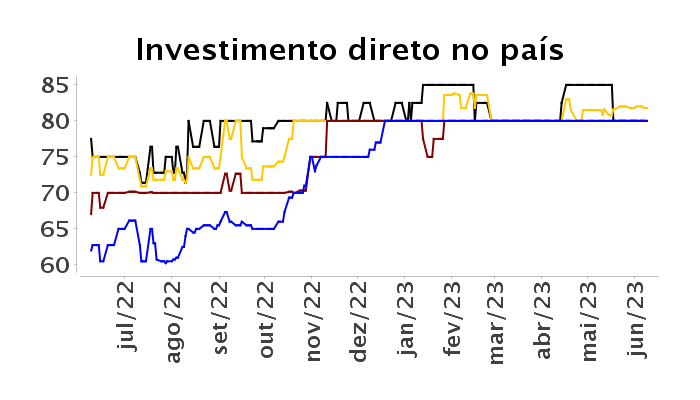 Investimento direto no país
85
80
75
70
65
60
jul/22
ago/22
set/22
out/22
nov/22
dez/22
jan/23
fev/23
mar/23
abr/23
mai/23
jun/23